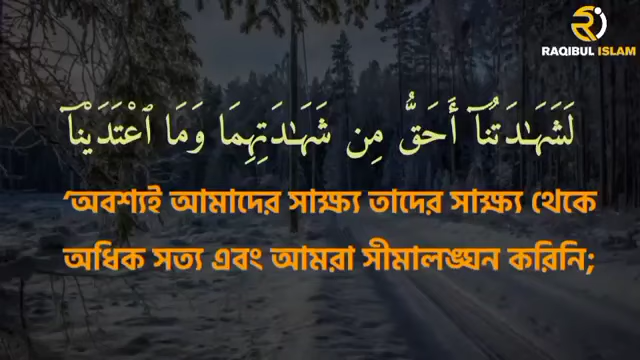 RAQIBUL ISLAM
لَشَهَـٰدَتُنَآ أَحَقُّ مِن شَهَـٰدَتِهِمَا وَمَا ٱعْتَدَيْنَآ
‘অবশ্যই আমাদের সাক্ষ্য তাদের সাক্ষ্য থেকে
অধিক সত্য এবং আমরা সীমালঙ্ঘন করিনি;